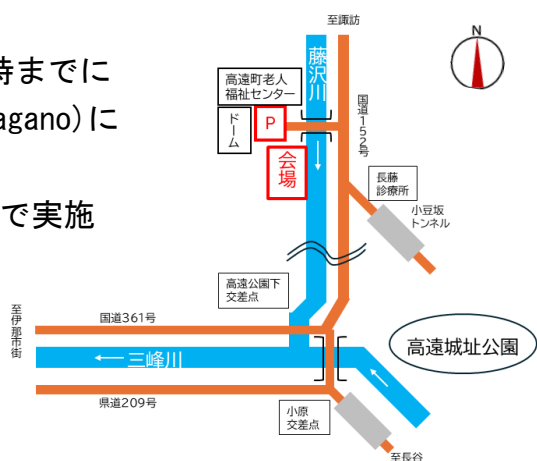 時までに
agano)に
で実施
至諏訪
N
藤沢川
高遠町老人
福祉センター
ドーム
P
国道152号
会場
長藤
診療所
小豆坂
トンネル
高遠公園下
交差点
至伊那市街
国道361号
三峰川
高遠城址公園
県道209号
小原
交差点
至長谷